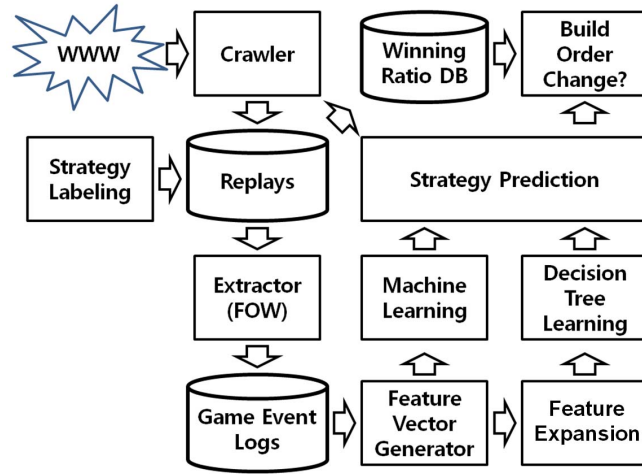 WWW
Crawler
Winning
Ratio DB
Build
Order
Change?
Strategy
Labeling
Replays
Strategy Prediction
Extractor
(FOW)
Machine
Learning
Decision
Tree
Learning
Game Event
Logs
Feature
Vector
Generator
Feature
Expansion